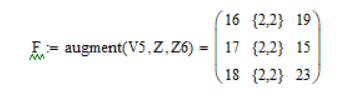 F := augment(V5,Z,Z6) =
16 {2,2} 19
17 {2,2} 15
18 {2,2} 23